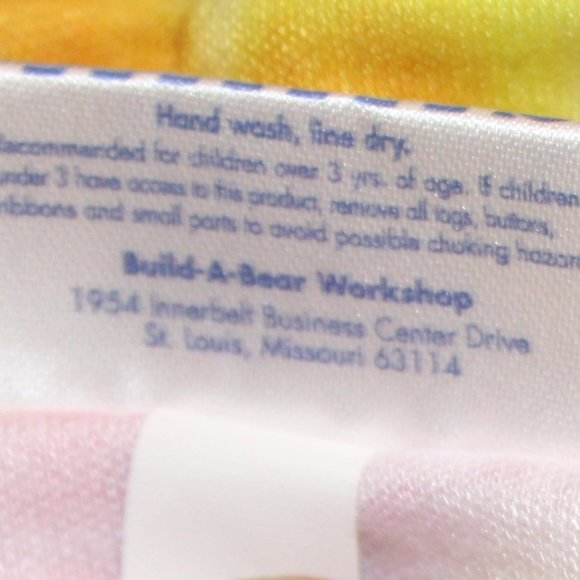 Hand wash, line dry.
Recommended for children over 3 yrs. of age. If children
under 3 have access to this product, remove all tags, buttons,
ribbons and small parts to avoid possible choking hazard
Build-A-Bear Workshop
1954 Innerbelt Business Center Drive
St. Louis, Missouri 63114